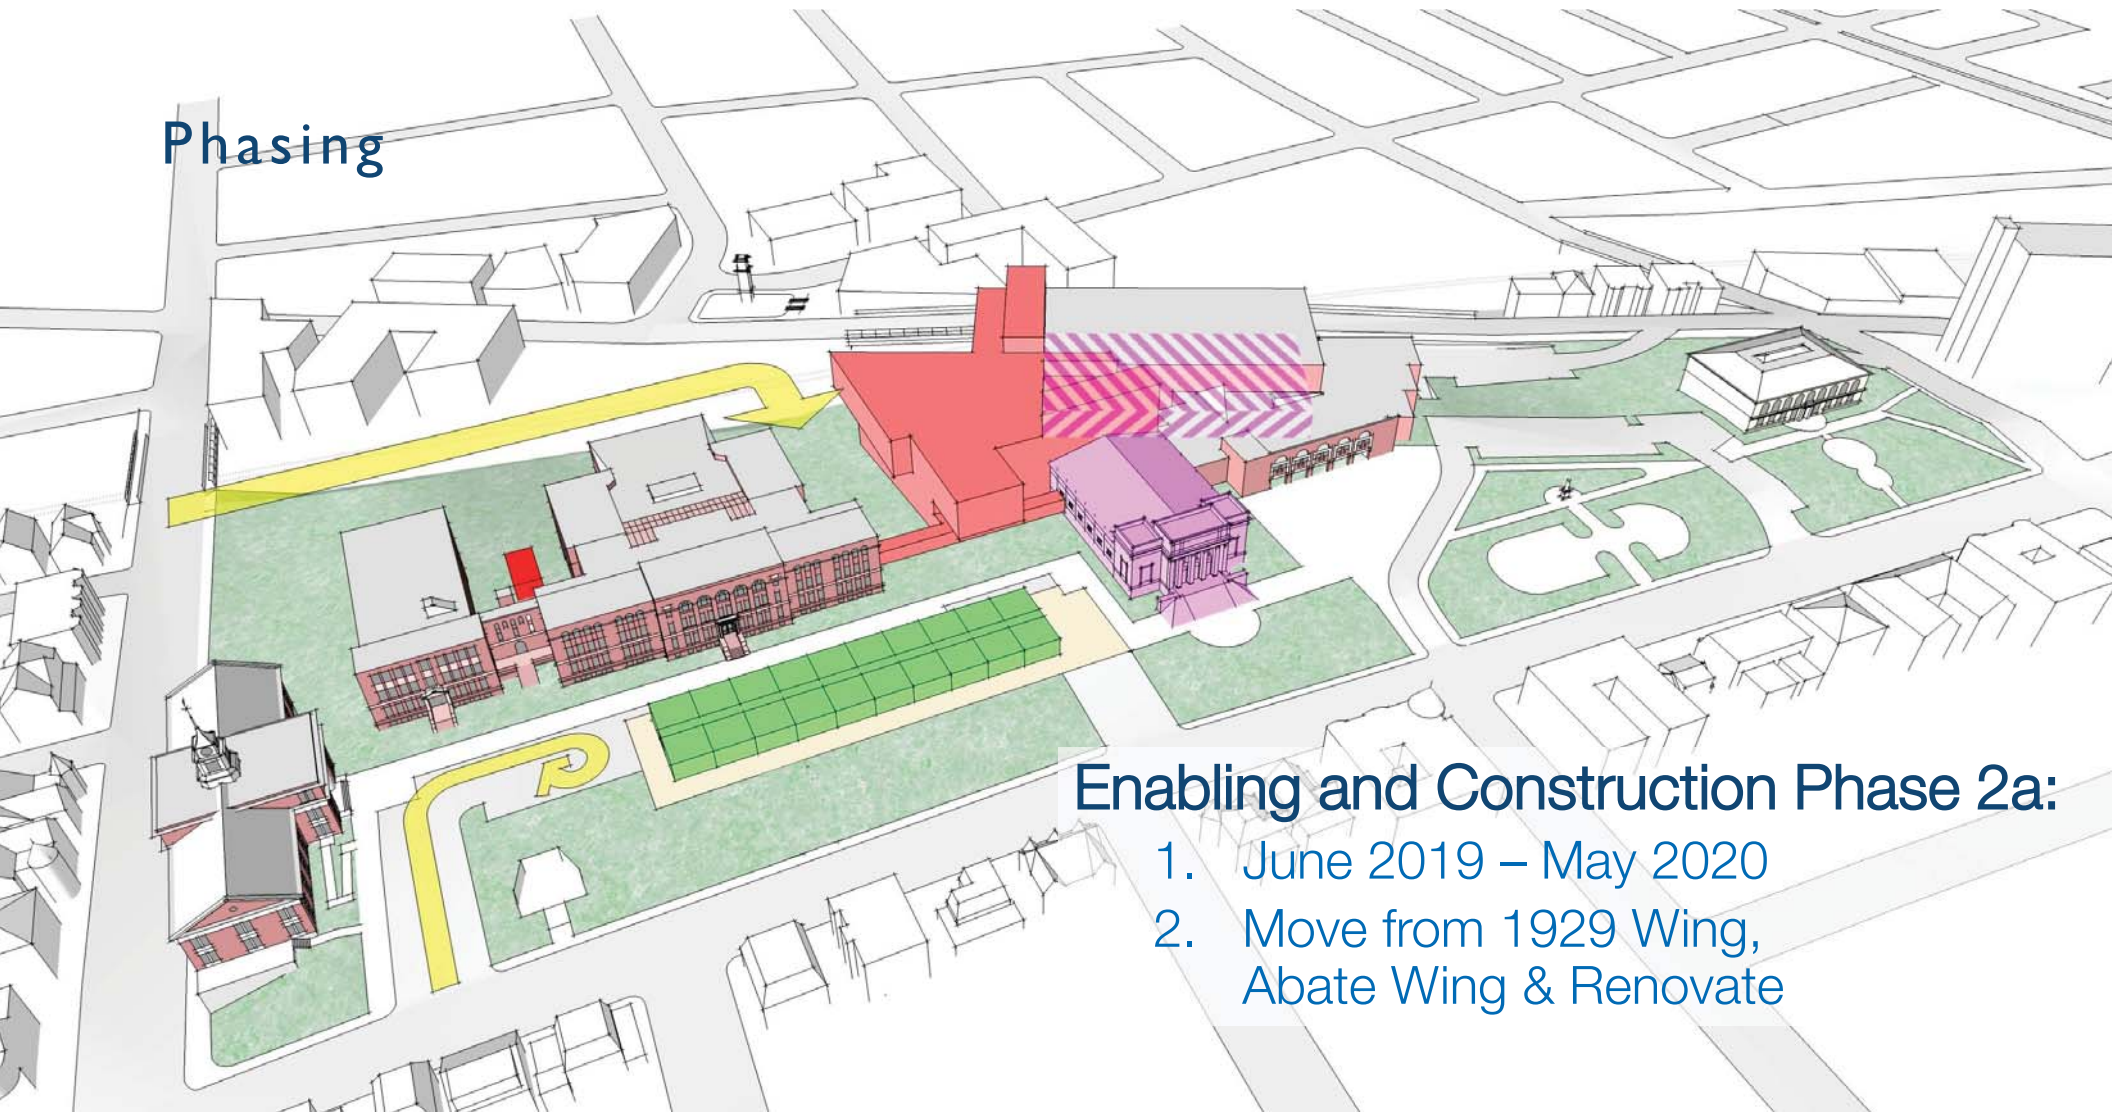 Phasing
Enabling and Construction Phase 2a:
1. June 2019 – May 2020
2. Move from 1929 Wing,
Abate Wing & Renovate